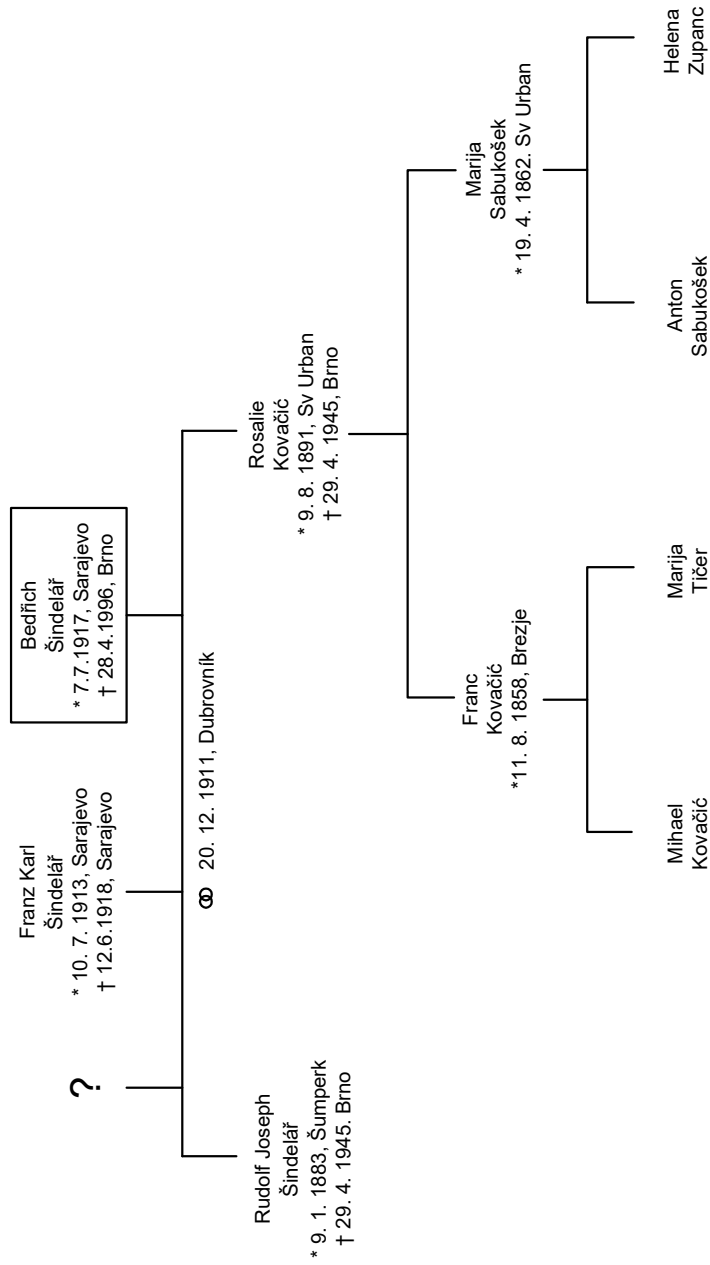 ?
Franz Karl
Šindelář
* 10. 7. 1913, Sarajevo
† 12.6.1918, Sarajevo
Bedřich
Šindelář
* 7.7.1917, Sarajevo
† 28.4.1996, Brno
⚭ 20. 12. 1911, Dubrovník
Rudolf Joseph
Šindelář
* 9. 1. 1883, Šumperk
† 29. 4. 1945. Brno
Rosalie
Kovačić
* 9. 8. 1891, Sv Urban
† 29. 4. 1945, Brno
Franc
Kovačić
*11. 8. 1858, Brezje
Marija
Sabukošek
* 19. 4. 1862. Sv Urban
Mihael
Kovačić
Marija
Tičer
Anton
Sabukošek
Helena
Zupanc